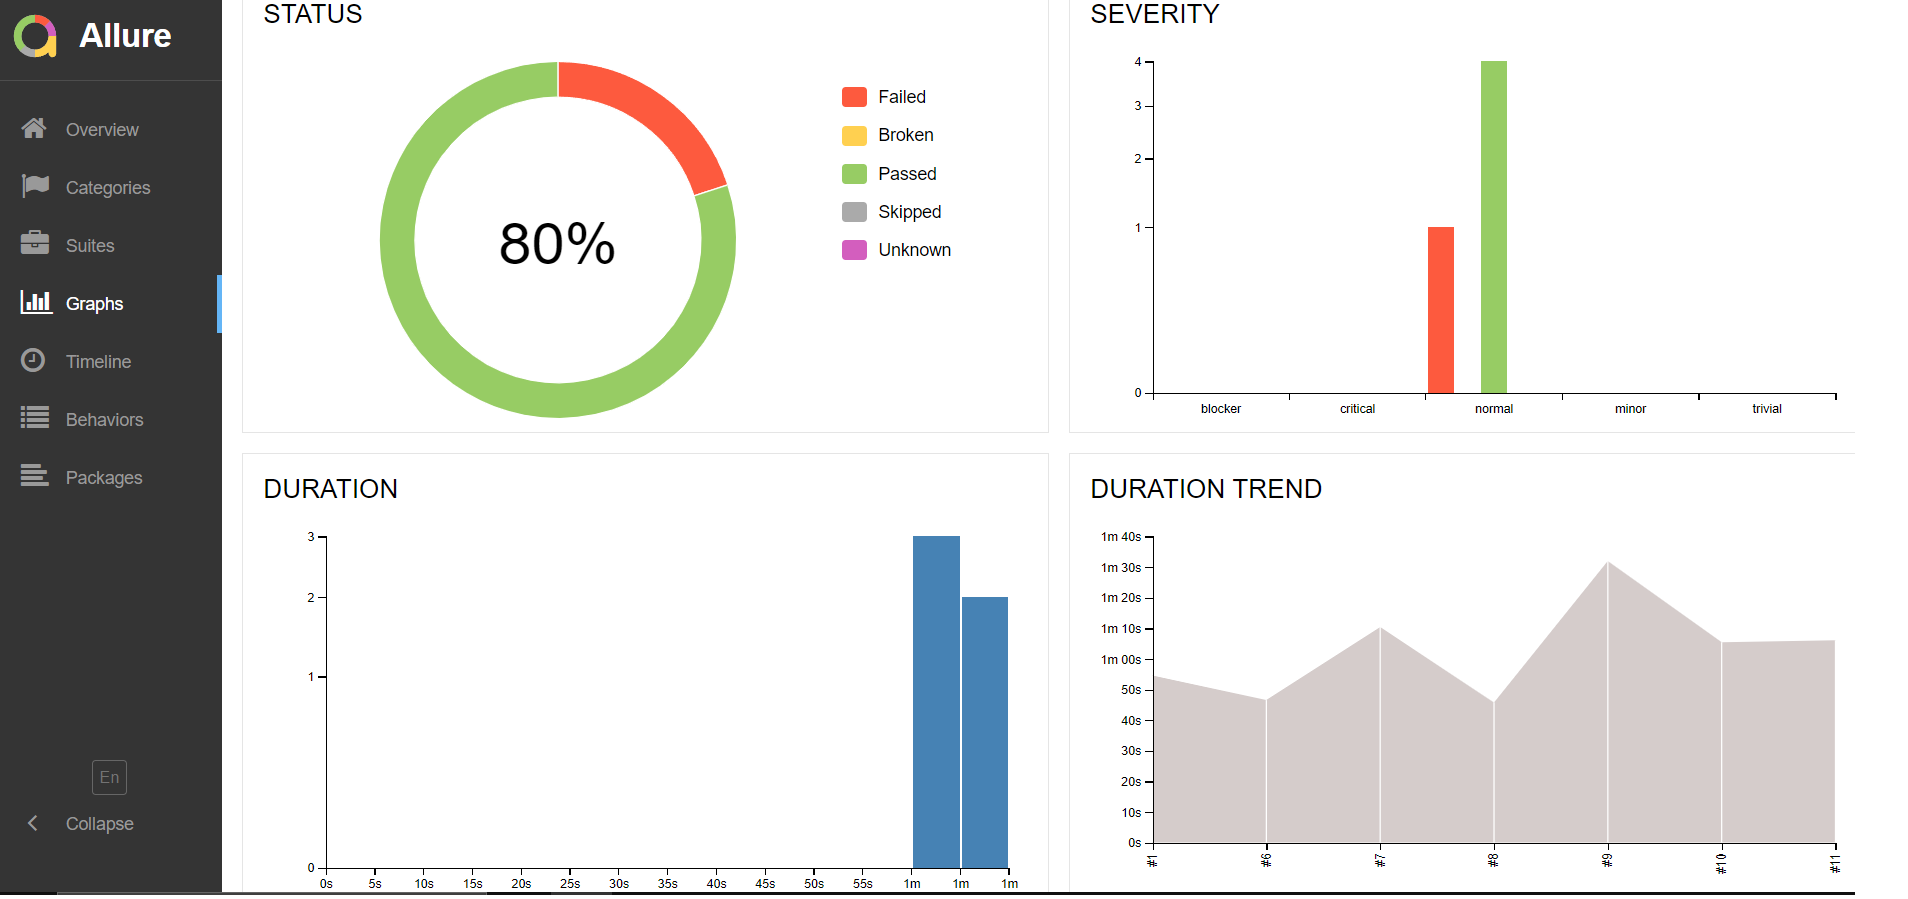 Allure
Overview
Categories
Suites
Graphs
Timeline
Behaviors
Packages
En
Collapse
STATUS
80%
Failed
Broken
Passed
Skipped
Unknown
SEVERITY
4
3
2
1
0
blocker critical normal minor trivial
DURATION
3
2
1
0
0s 5s 10s 15s 20s 25s 30s 35s 40s 45s 50s 55s 1m 1m 1m
DURATION TREND
1m 40s
1m 30s
1m 20s
1m 10s
1m 00s
50s
40s
30s
20s
10s
0s
#1 #6 #7 #8 #9 #10 #11